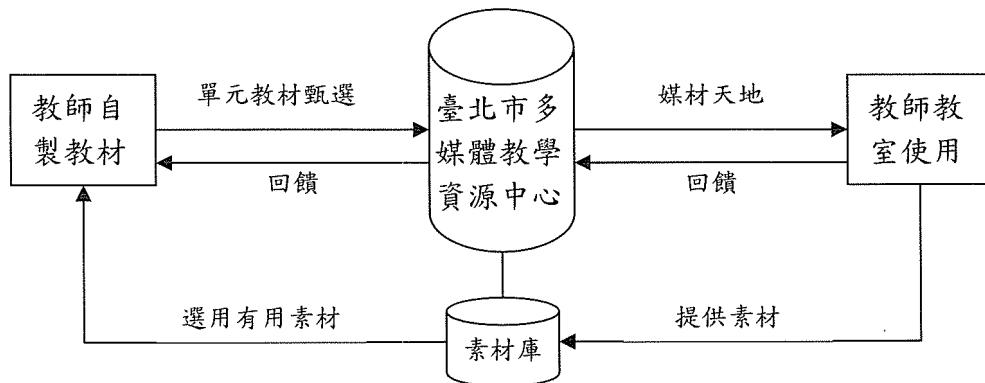 教師自
製教材
單元教材甄選
回饋
臺北市多
媒體教學
資源中心
媒材天地
回饋
教師教
室使用
選用有用素材
素材庫
提供素材